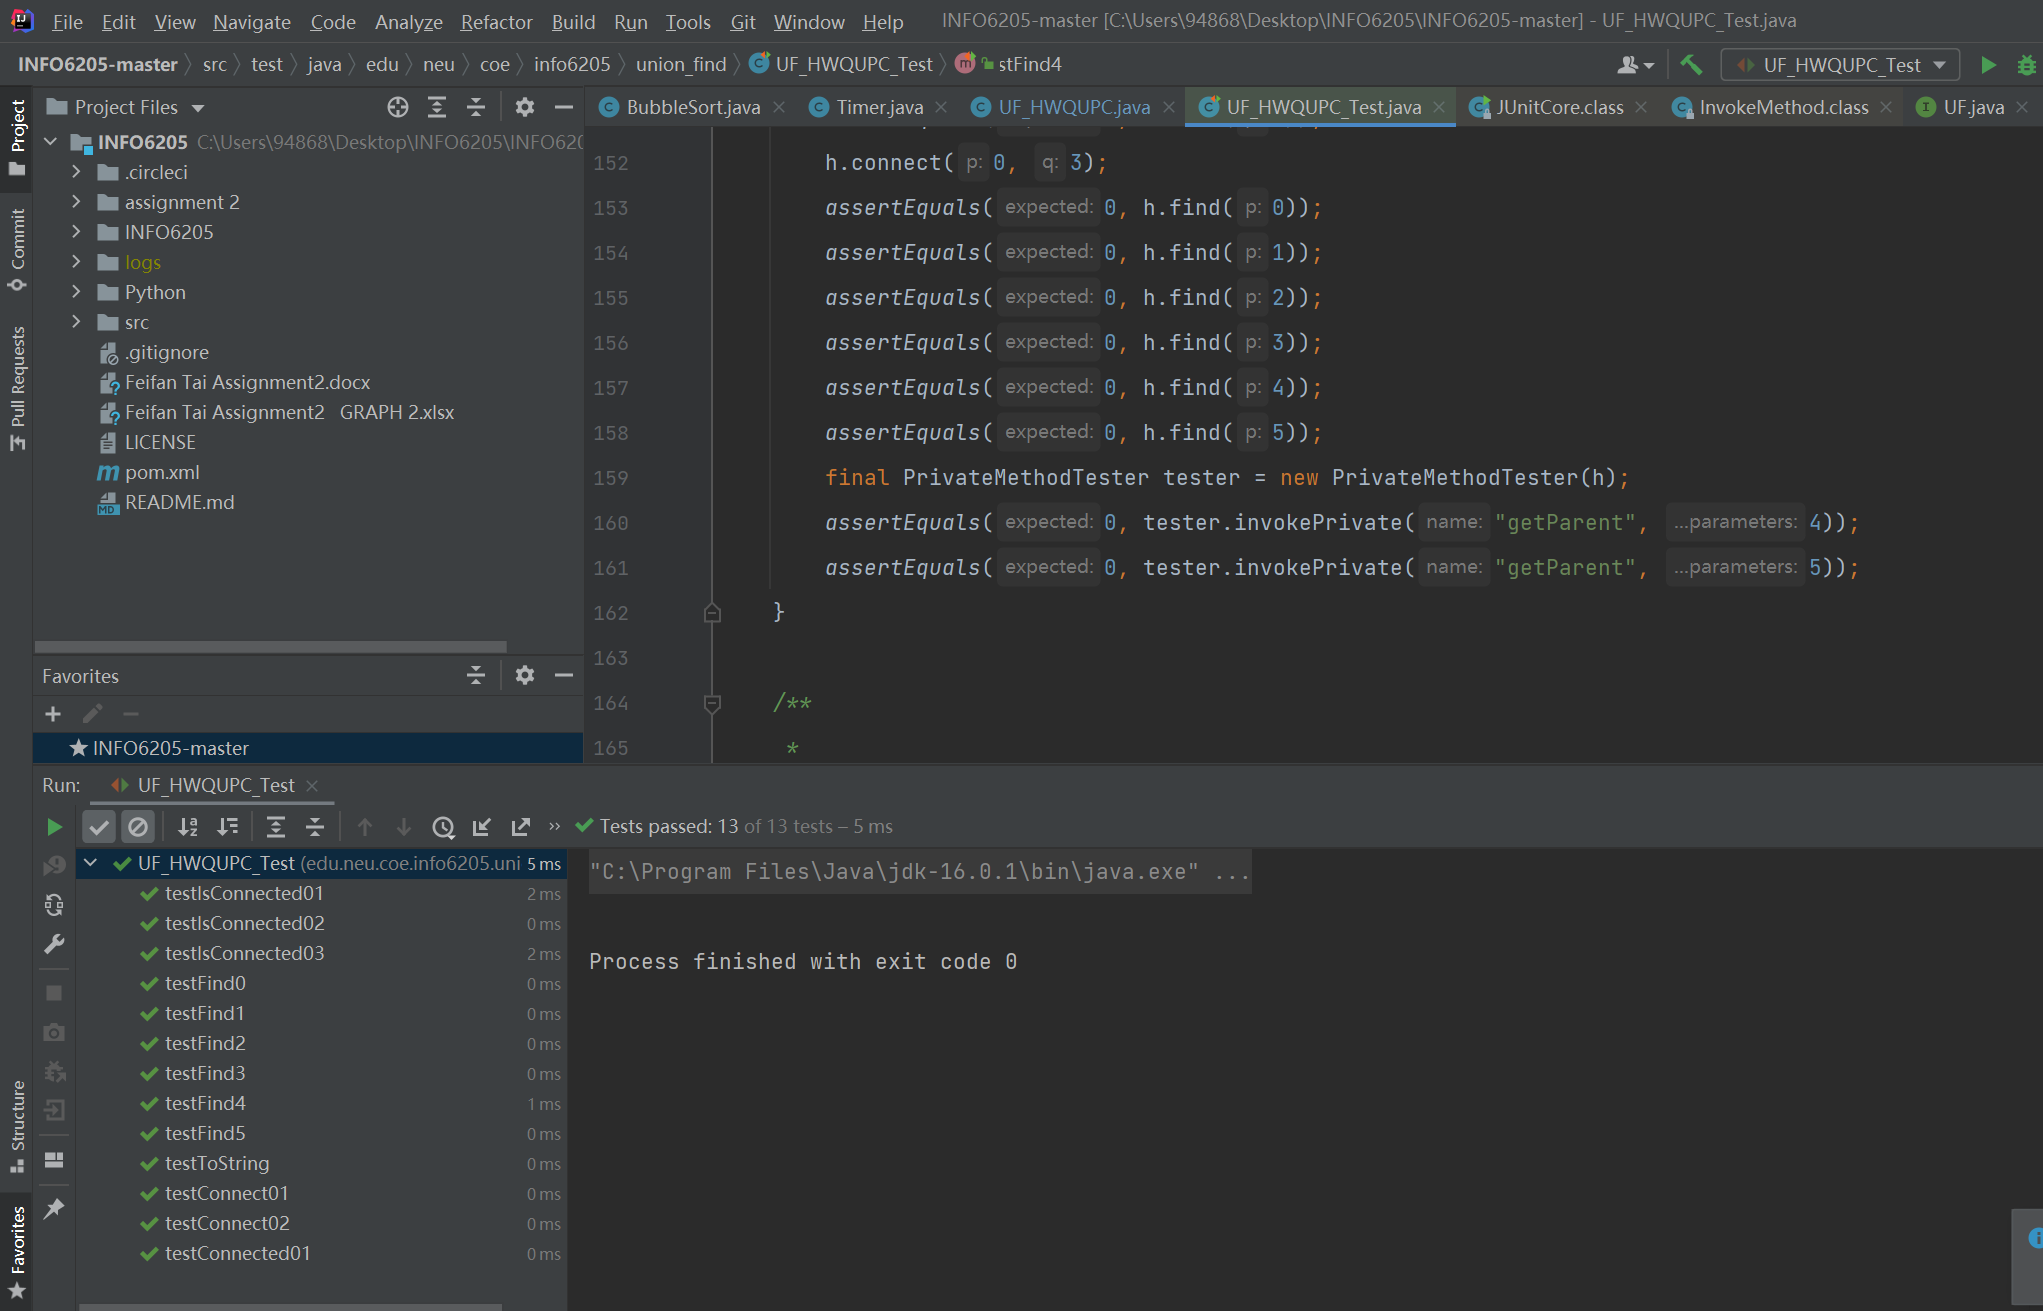 File Edit View Navigate Code Analyze Refactor Build Run Tools Git Window Help INFO6205-master [C:\Users\94868\Desktop\INFO6205\INFO6205-master] - UF_HWQUPC_Test.java
INFO6205-master src test java edu neu coe info6205 union_find UF_HWQUPC_Test stFind4 UF_HWQUPC_Test
Project Files
BubbleSort.java Timer.java UF_HWQUPC.java UF_HWQUPC_Test.java JUnitCore.class InvokeMethod.class UF.java
Project
Commit
Pull Requests
Structure
Favorites
INFO6205 C:\Users\94868\Desktop\INFO6205\INFO620
.circleci
assignment 2
INFO6205
logs
Python
src
.gitignore
Feifan Tai Assignment2.docx
Feifan Tai Assignment2 GRAPH 2.xlsx
LICENSE
pom.xml
README.md
Favorites
INFO6205-master
152 h.connect( p: 0, q: 3);
153 assertEquals( expected: 0, h.find( p: 0));
154 assertEquals( expected: 0, h.find( p: 1));
155 assertEquals( expected: 0, h.find( p: 2));
156 assertEquals( expected: 0, h.find( p: 3));
157 assertEquals( expected: 0, h.find( p: 4));
158 assertEquals( expected: 0, h.find( p: 5));
159 final PrivateMethodTester tester = new PrivateMethodTester(h);
160 assertEquals( expected: 0, tester.invokePrivate( name: "getParent", ...parameters: 4));
161 assertEquals( expected: 0, tester.invokePrivate( name: "getParent", ...parameters: 5));
162 }
163
164 /**
165 *
Run: UF_HWQUPC_Test
Tests passed: 13 of 13 tests – 5 ms
UF_HWQUPC_Test (edu.neu.coe.info6205.uni 5 ms
testIsConnected01 2 ms
testIsConnected02 0 ms
testIsConnected03 2 ms
testFind0 0 ms
testFind1 0 ms
testFind2 0 ms
testFind3 0 ms
testFind4 1 ms
testFind5 0 ms
testToString 0 ms
testConnect01 0 ms
testConnect02 0 ms
testConnected01 0 ms
"C:\Program Files\Java\jdk-16.0.1\bin\java.exe" ...
Process finished with exit code 0